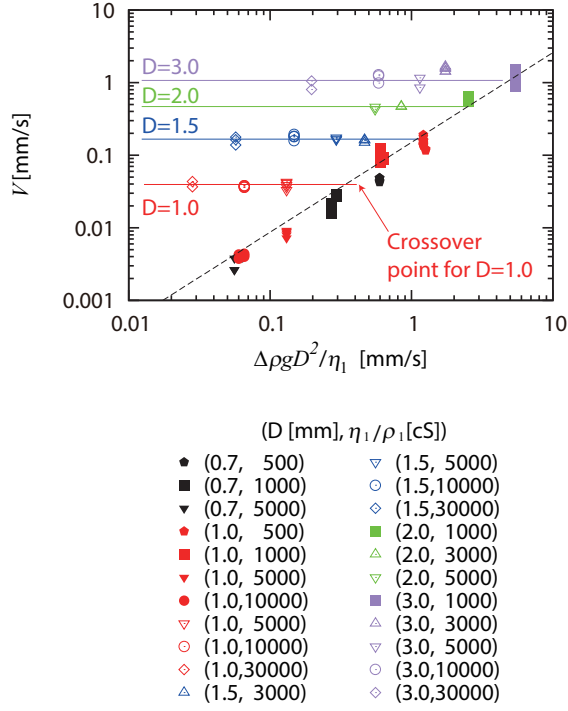 V [mm/s]
10
1
0.1
0.01
0.001
D=3.0
D=2.0
D=1.5
D=1.0
Crossover
point for D=1.0
0.01 0.1 1 10
ΔρgD²/η₁ [mm/s]
(D [mm], η₁/ρ₁[cS])
(0.7, 500)
(0.7, 1000)
(0.7, 5000)
(1.0, 500)
(1.0, 1000)
(1.0, 5000)
(1.0,10000)
(1.0, 5000)
(1.0,10000)
(1.0,30000)
(1.5, 3000)
(1.5, 5000)
(1.5,10000)
(1.5,30000)
(2.0, 1000)
(2.0, 3000)
(2.0, 5000)
(3.0, 1000)
(3.0, 3000)
(3.0, 5000)
(3.0,10000)
(3.0,30000)